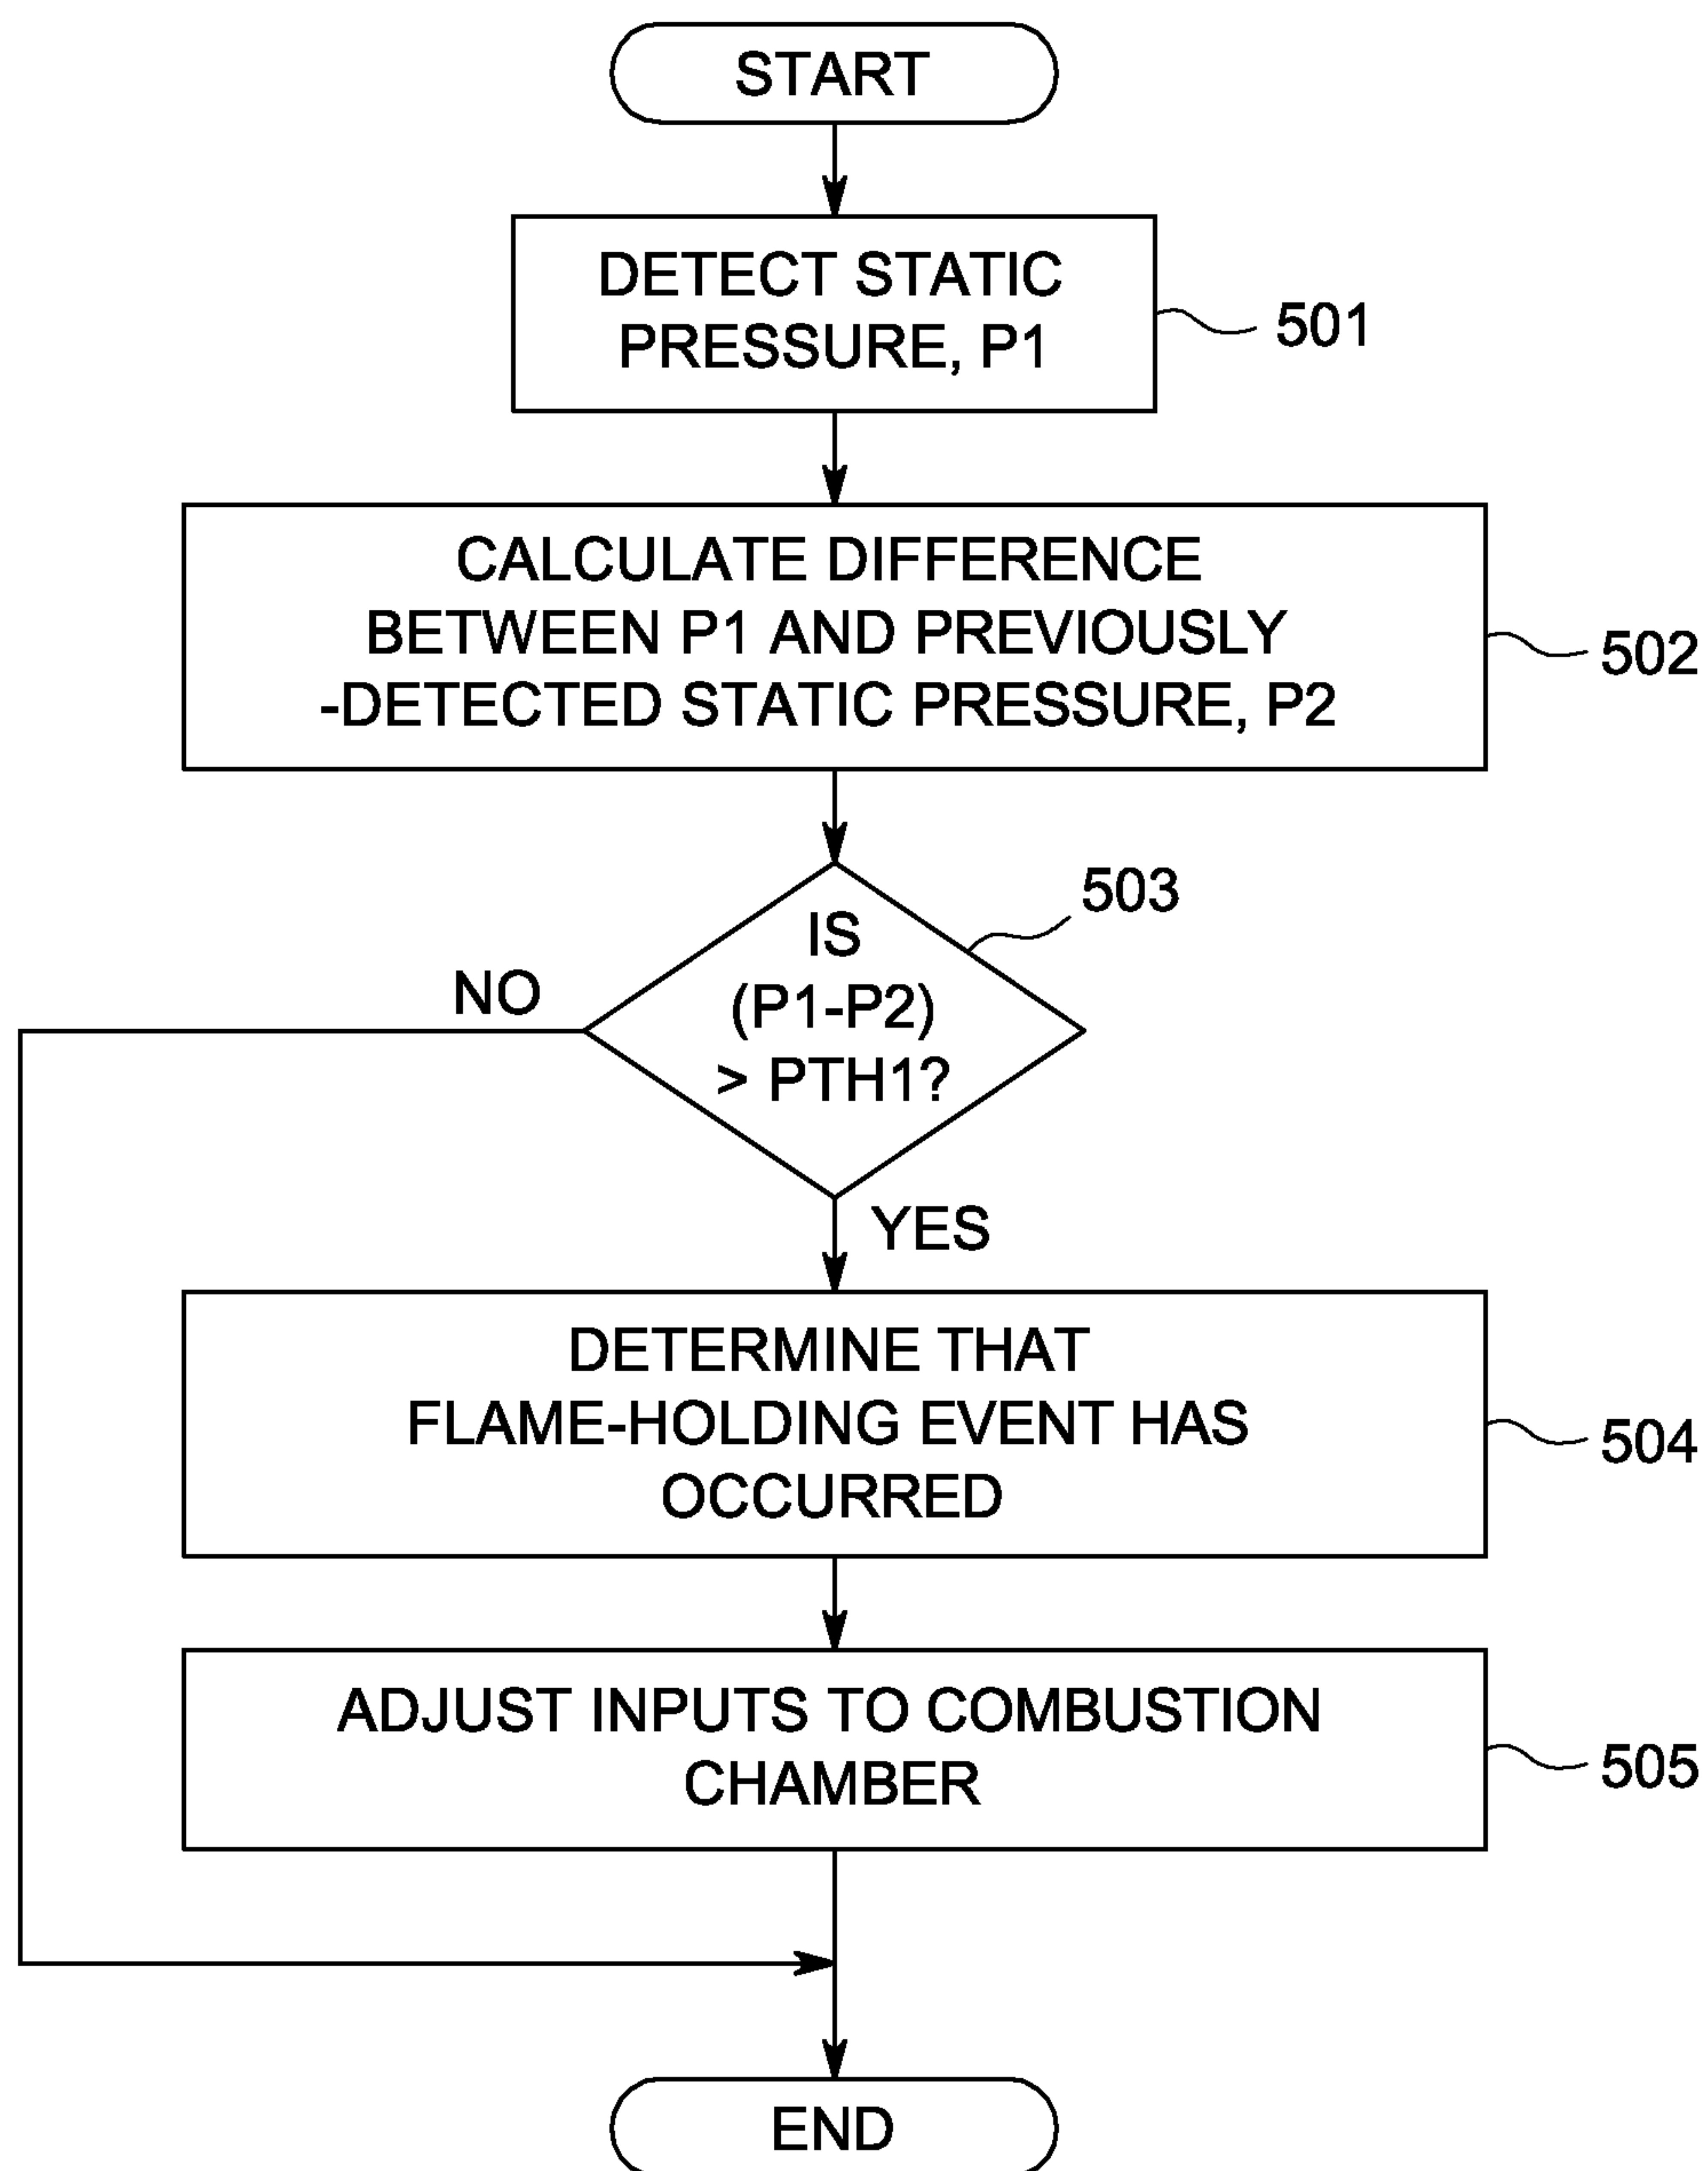 START
DETECT STATIC
PRESSURE, P1
501
CALCULATE DIFFERENCE
BETWEEN P1 AND PREVIOUSLY
-DETECTED STATIC PRESSURE, P2
502
503
IS
(P1-P2)
> PTH1?
NO
YES
DETERMINE THAT
FLAME-HOLDING EVENT HAS
OCCURRED
504
ADJUST INPUTS TO COMBUSTION
CHAMBER
505
END